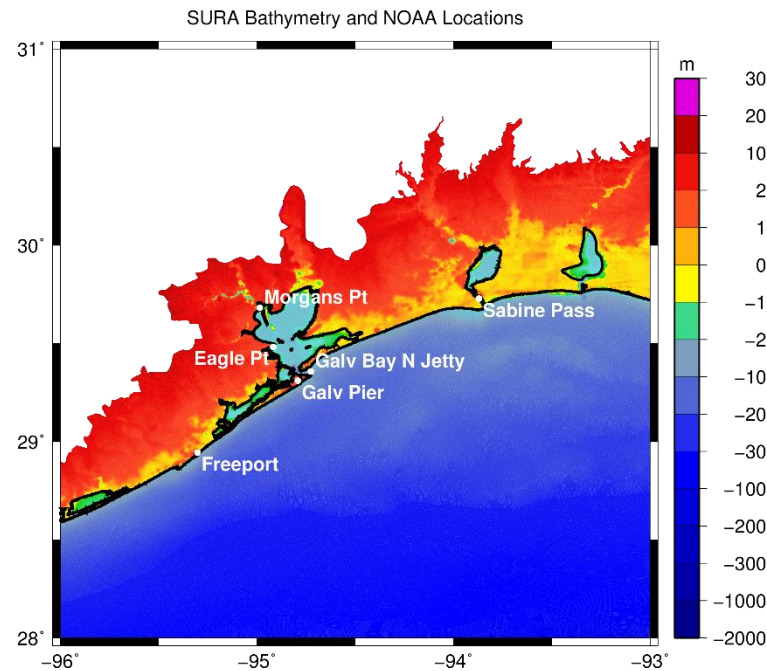 SURA Bathymetry and NOAA Locations
31°
30°
29°
28°
−96
−95
−94
−93
Morgans Pt
Sabine Pass
Eagle Pt
Galv Bay N Jetty
Galv Pier
Freeport
m
30
20
10
2
1
0
−1
−2
−10
−20
−30
−100
−300
−2000